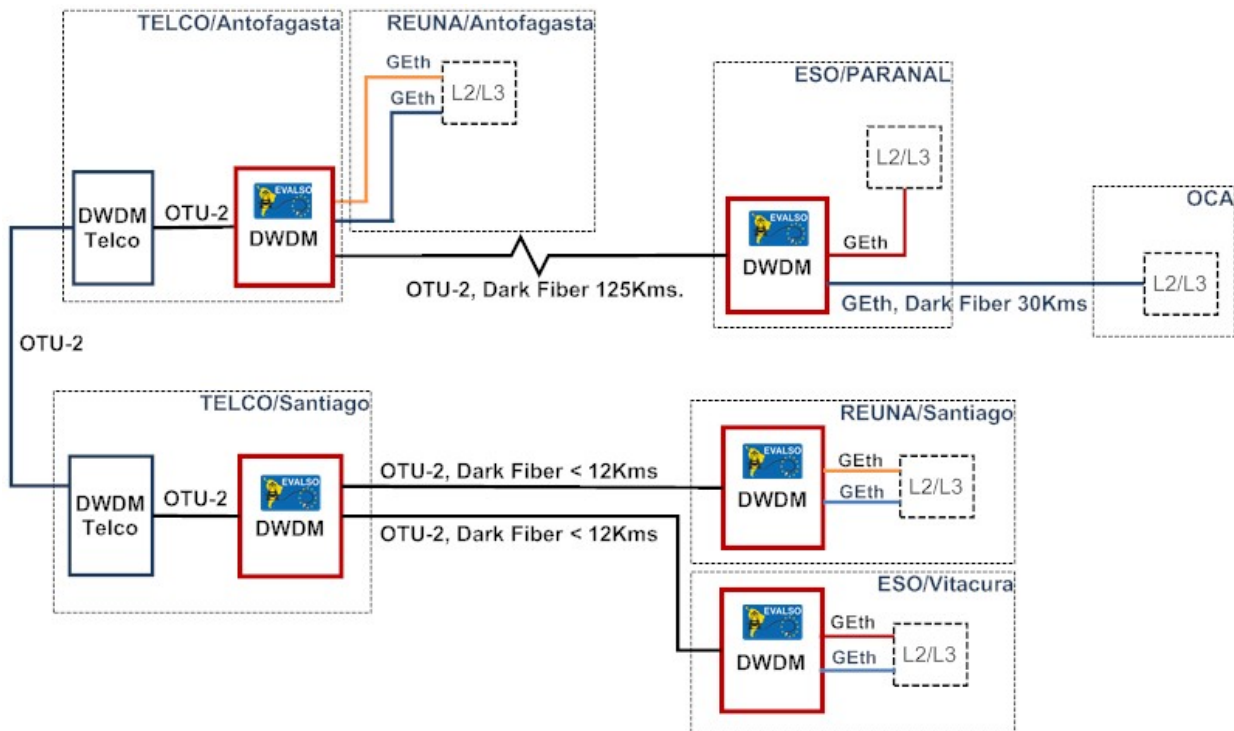 TELCO/Antofagasta
REUNA/Antofagasta
GEth
GEth
L2/L3
ESO/PARANAL
L2/L3
OCA
DWDM
Telco
OTU-2
EVALSO
DWDM
EVALSO
DWDM
GEth
L2/L3
OTU-2, Dark Fiber 125Kms.
GEth, Dark Fiber 30Kms
OTU-2
TELCO/Santiago
REUNA/Santiago
DWDM
Telco
OTU-2
EVALSO
DWDM
OTU-2, Dark Fiber < 12Kms
OTU-2, Dark Fiber < 12Kms
EVALSO
DWDM
GEth
GEth
L2/L3
ESO/Vitacura
EVALSO
DWDM
GEth
GEth
L2/L3